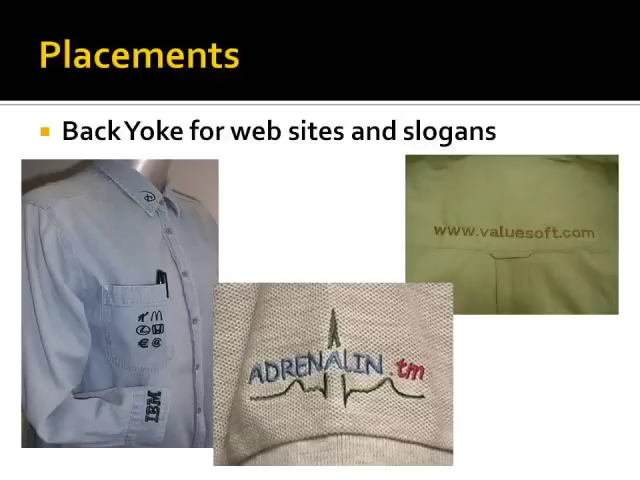 Placements
Back Yoke for web sites and slogans
www.valuesoft.com
ADRENALIN tm
IBM